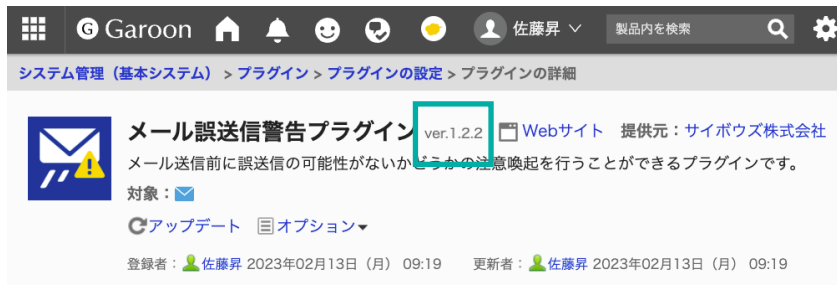 G Garoon 佐藤昇 製品内を検索
システム管理（基本システム） > プラグイン > プラグインの設定 > プラグインの詳細
メール誤送信警告プラグイン ver.1.2.2 Webサイト 提供元：サイボウズ株式会社
メール送信前に誤送信の可能性がないかどうかの注意喚起を行うことができるプラグインです。
対象：
アップデート オプション
登録者： 佐藤昇 2023年02月13日（月） 09:19 更新者： 佐藤昇 2023年02月13日（月） 09:19